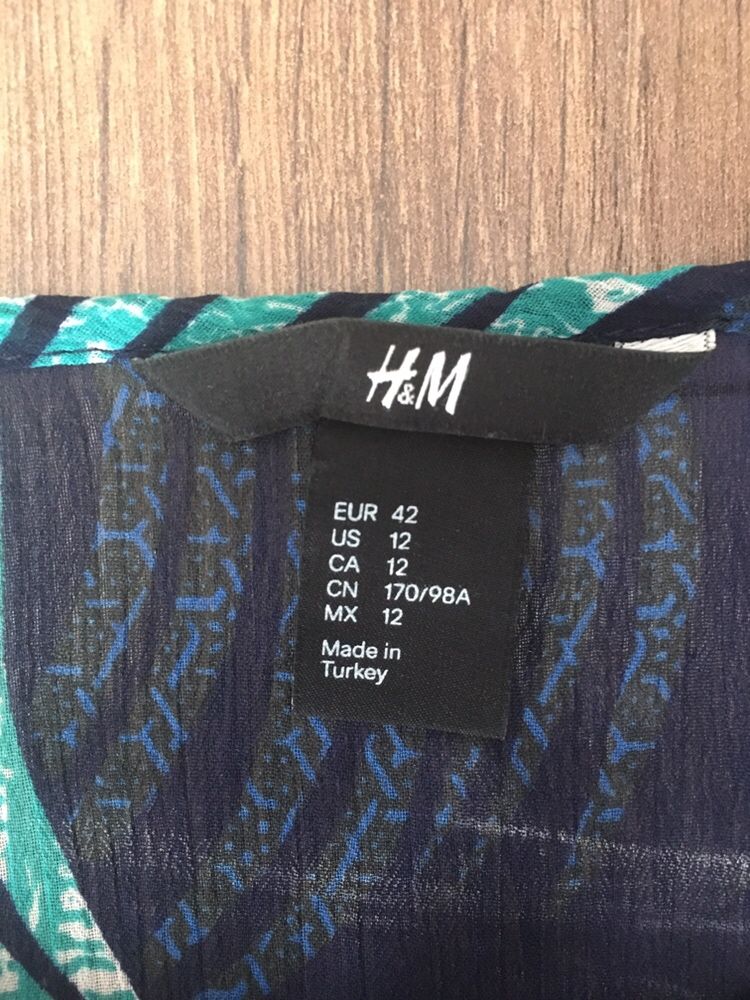 H&M
EUR 42
US 12
CA 12
CN 170/98A
MX 12
Made in
Turkey